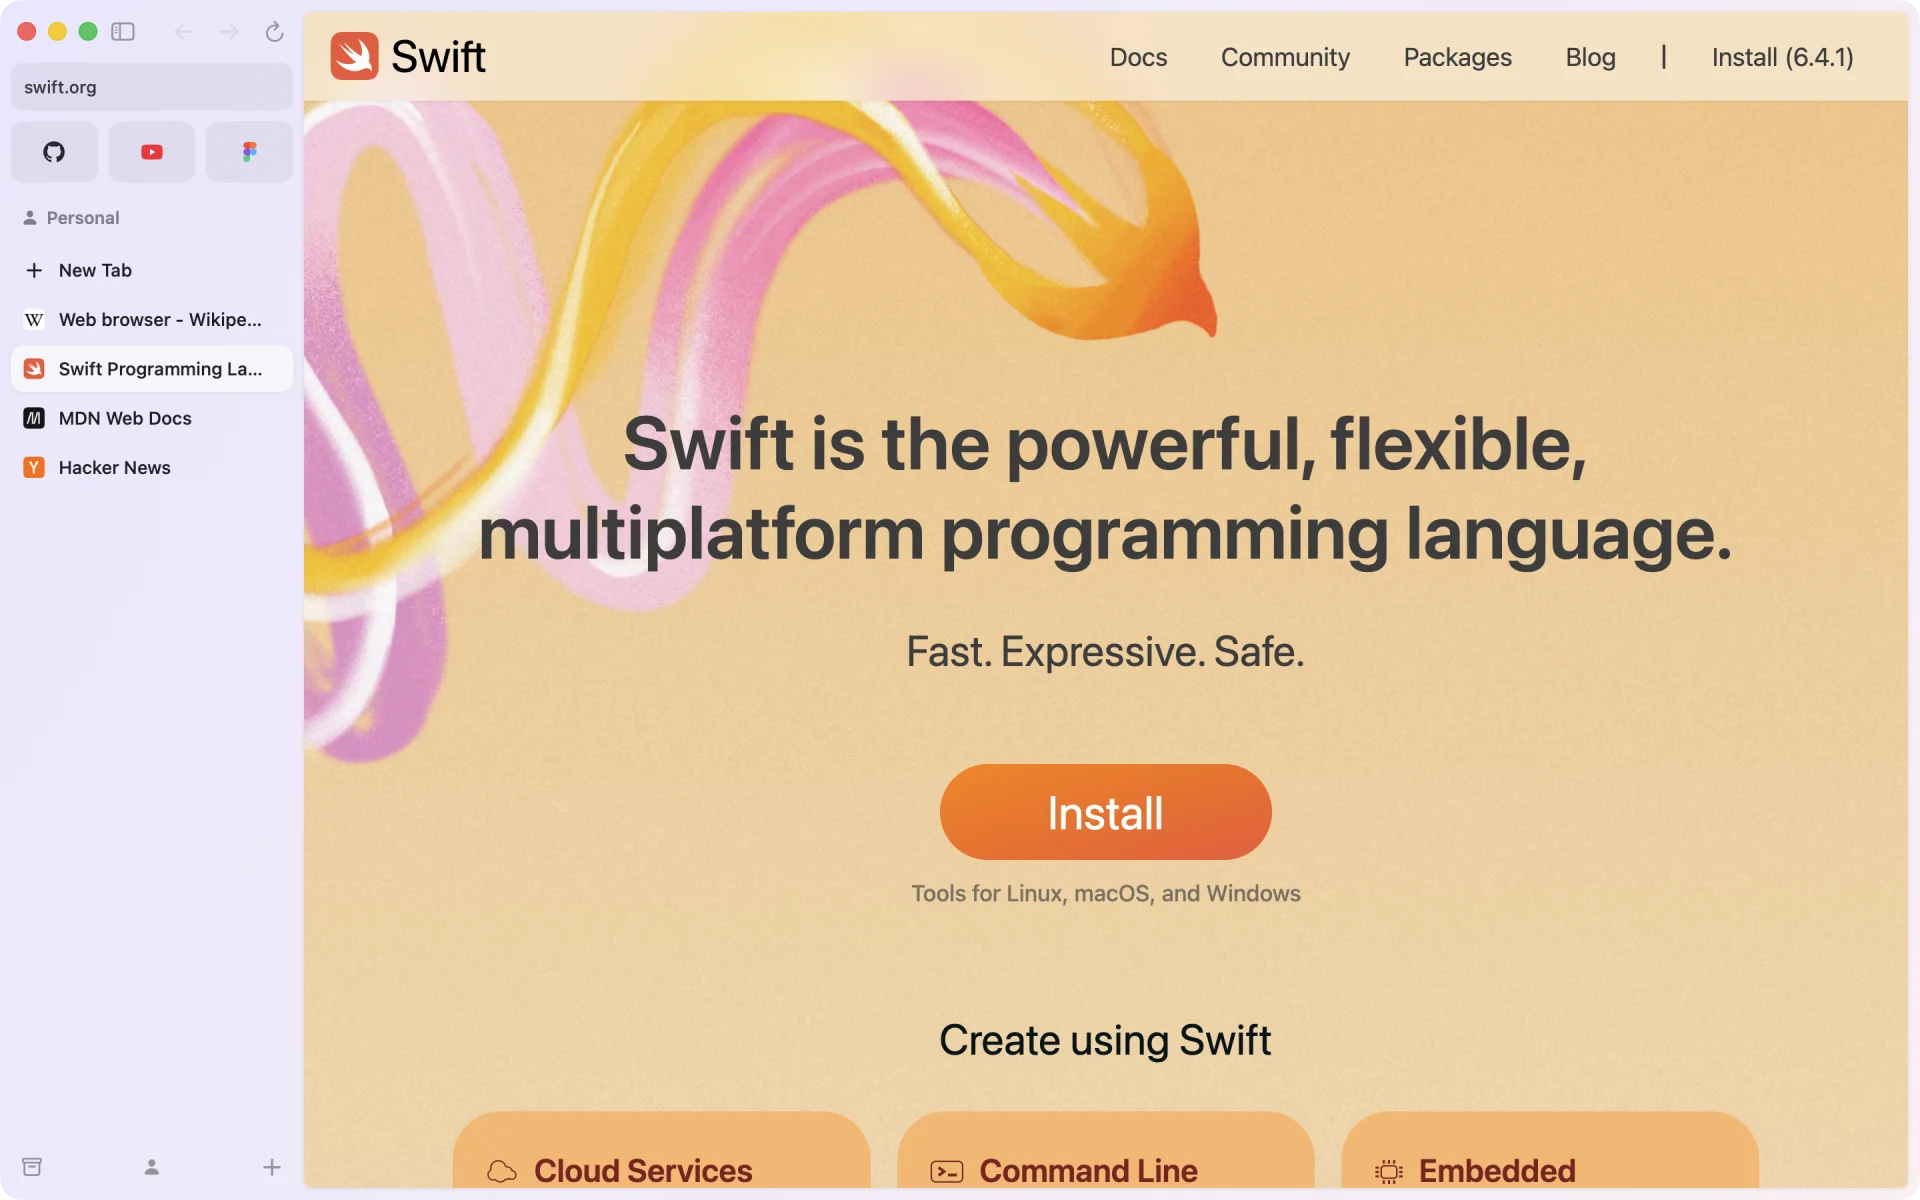 swift.org
Personal
New Tab
Web browser - Wikipe...
Swift Programming La...
MDN Web Docs
Hacker News
Swift
Docs
Community
Packages
Blog
|
Install (6.4.1)
Swift is the powerful, flexible,
multiplatform programming language.
Fast. Expressive. Safe.
Install
Tools for Linux, macOS, and Windows
Create using Swift
Cloud Services
Command Line
Embedded